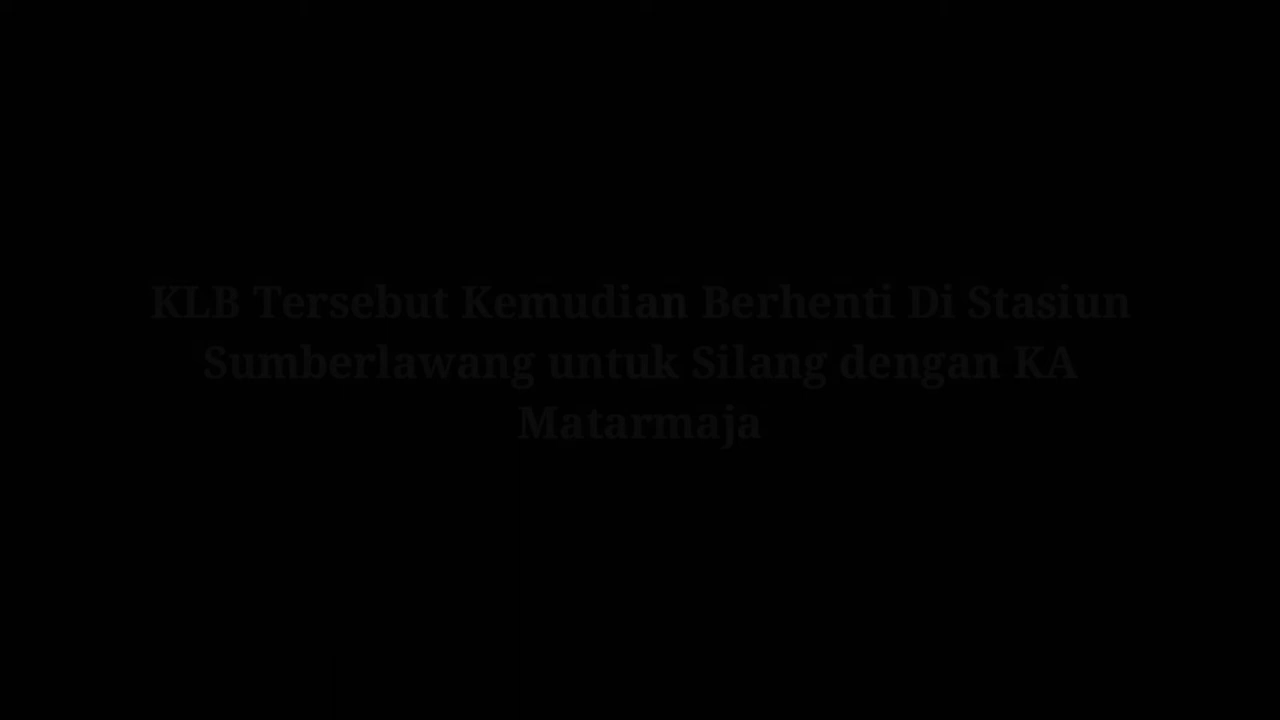 KLB Tersebut Kemudian Berhenti Di Stasiun
Sumberlawang untuk Silang dengan KA
Matarmaja